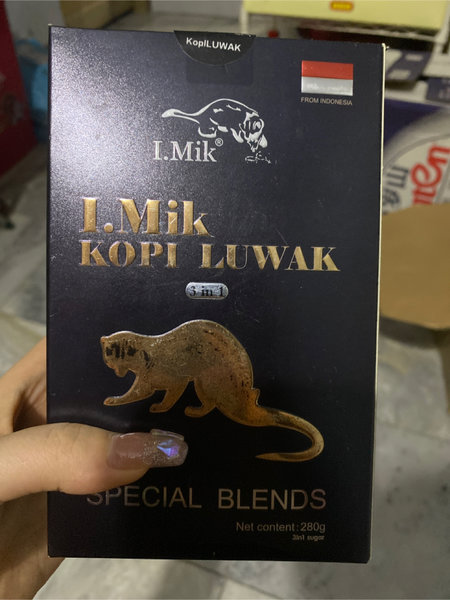 KopiLUWAK
FROM INDONESIA
I.Mik®
I.Mik
KOPI LUWAK
3 in 1
SPECIAL BLENDS
Net content:280g
3in1 sugar